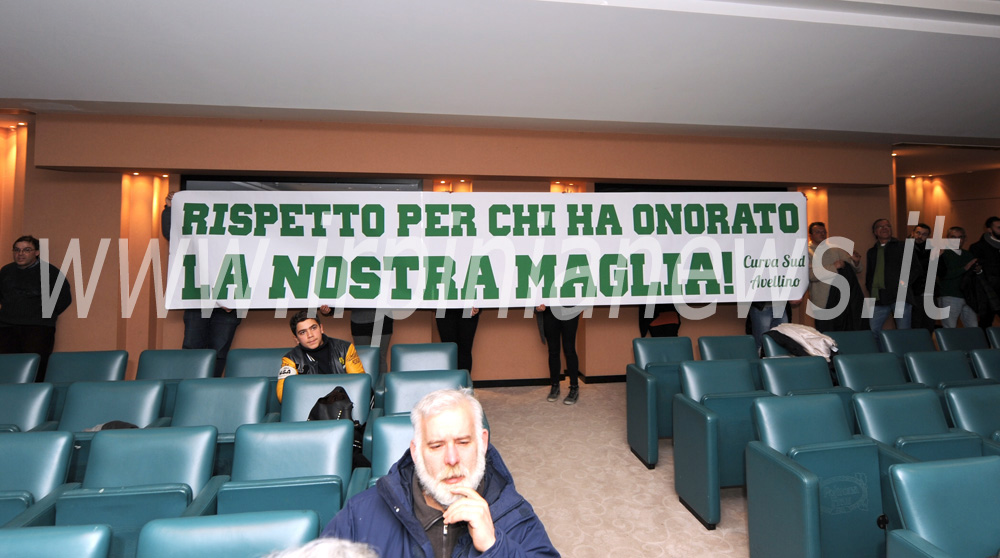 RISPETTO PER CHI HA ONORATO
LA NOSTRA MAGLIA!
Curva Sud
Avellino
www.irpinianews.it